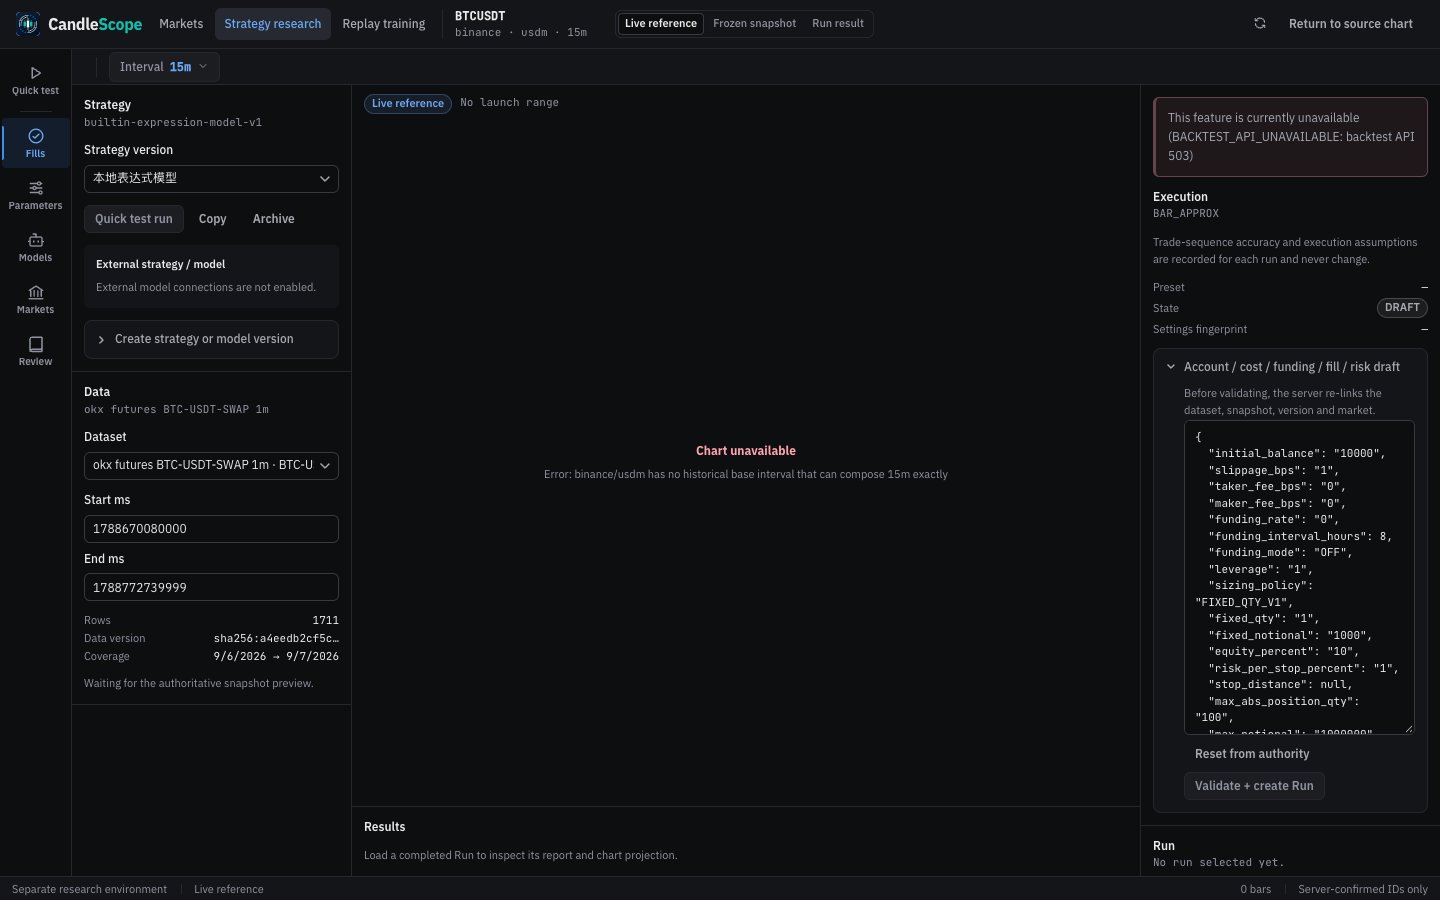 CandleScope
Markets
Strategy research
Replay training
BTCUSDT
binance · usdm · 15m
Live reference
Frozen snapshot
Run result
Return to source chart
Quick test
Fills
Parameters
Models
Markets
Review
Interval 15m
Strategy
builtin-expression-model-v1
Strategy version
本地表达式模型
Quick test run
Copy
Archive
External strategy / model
External model connections are not enabled.
Create strategy or model version
Data
okx futures BTC-USDT-SWAP 1m
Dataset
okx futures BTC-USDT-SWAP 1m · BTC-U
Start ms
1788670080000
End ms
1788772739999
Rows 1711
Data version sha256:a4eedb2cf5c…
Coverage 9/6/2026 → 9/7/2026
Waiting for the authoritative snapshot preview.
Live reference No launch range
Chart unavailable
Error: binance/usdm has no historical base interval that can compose 15m exactly
Results
Load a completed Run to inspect its report and chart projection.
This feature is currently unavailable
(BACKTEST_API_UNAVAILABLE: backtest API
503)
Execution
BAR_APPROX
Trade-sequence accuracy and execution assumptions
are recorded for each run and never change.
Preset —
State DRAFT
Settings fingerprint —
Account / cost / funding / fill / risk draft
Before validating, the server re-links the
dataset, snapshot, version and market.
{
"initial_balance": "10000",
"slippage_bps": "1",
"taker_fee_bps": "0",
"maker_fee_bps": "0",
"funding_rate": "0",
"funding_interval_hours": 8,
"funding_mode": "OFF",
"leverage": "1",
"sizing_policy":
"FIXED_QTY_V1",
"fixed_qty": "1",
"fixed_notional": "1000",
"equity_percent": "10",
"risk_per_stop_percent": "1",
"stop_distance": null,
"max_abs_position_qty":
"100",
"max_notional": "1000000",
Reset from authority
Validate + create Run
Run
No run selected yet.
Separate research environment
Live reference
0 bars
Server-confirmed IDs only